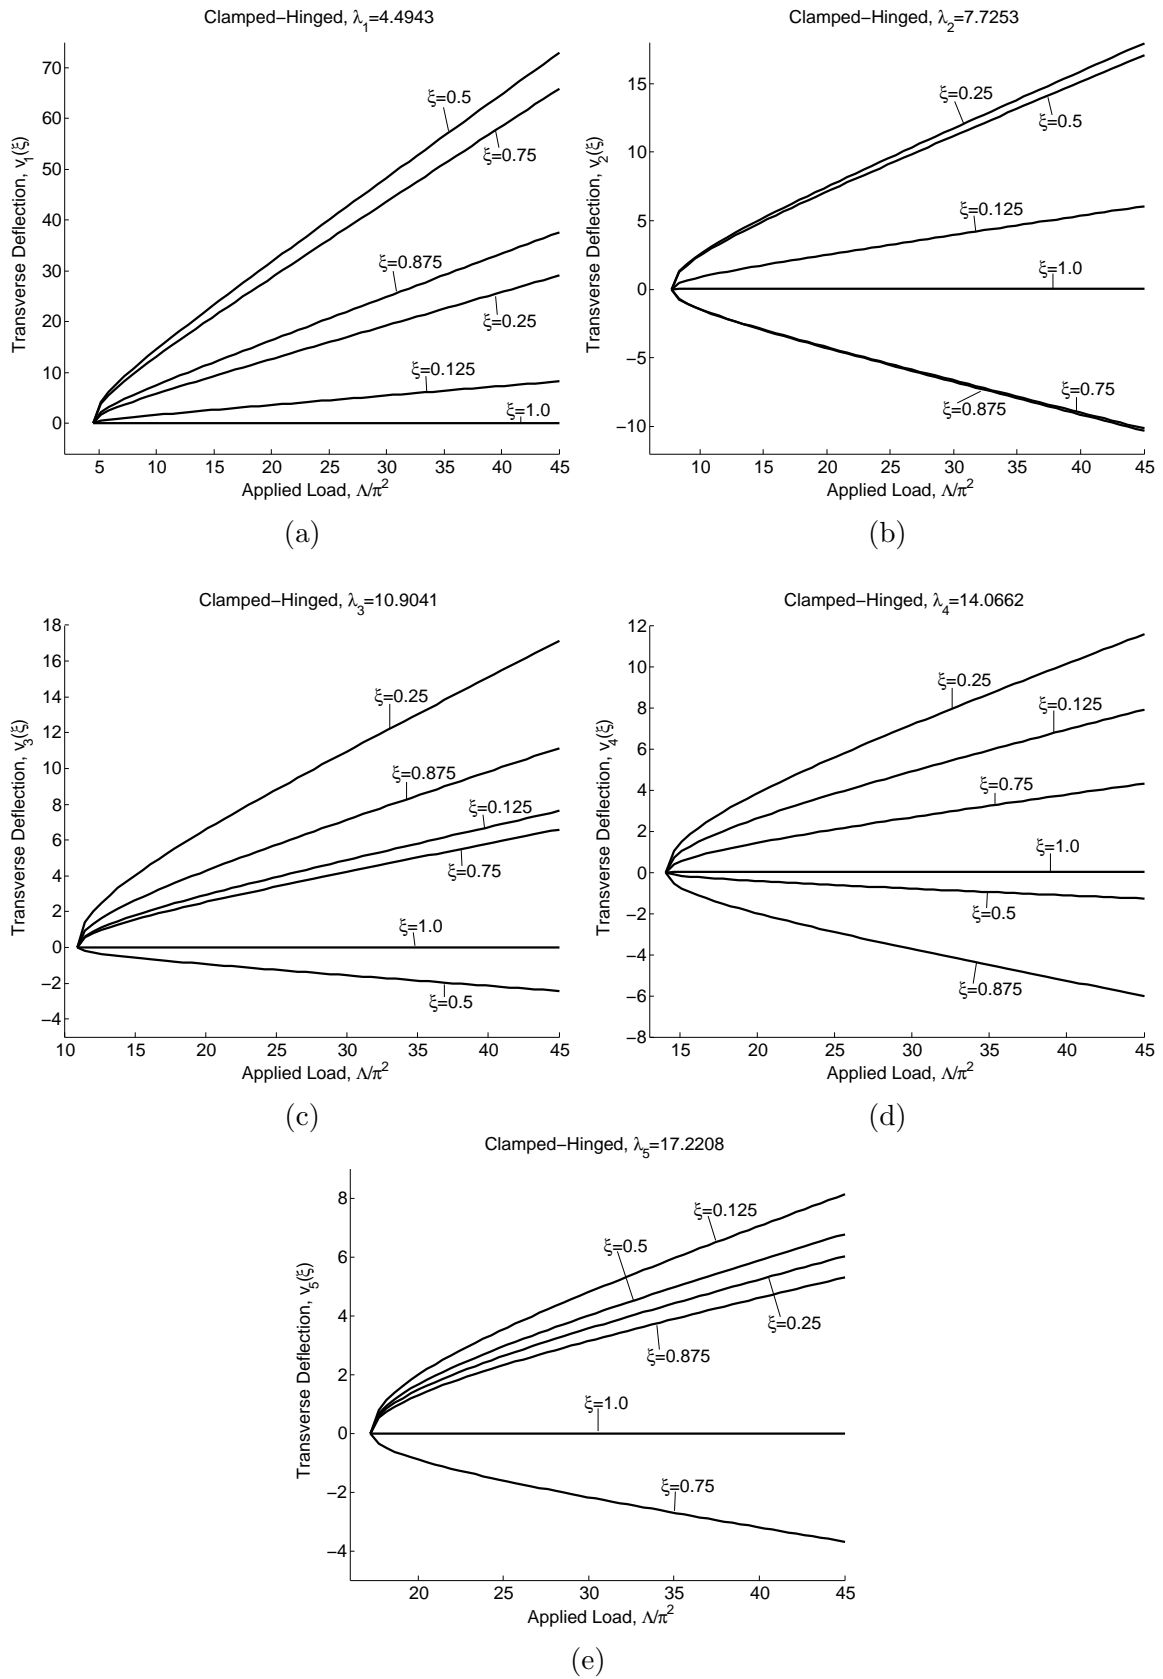 Clamped−Hinged, λ1=4.4943
70
60
50
40
30
20
10
0
Transverse Deflection, v1(ξ)
ξ=0.5
ξ=0.75
ξ=0.875
ξ=0.25
ξ=0.125
ξ=1.0
5 10 15 20 25 30 35 40 45
Applied Load, Λ/π2
(a)
Clamped−Hinged, λ2=7.7253
15
10
5
0
−5
−10
Transverse Deflection, v2(ξ)
ξ=0.25
ξ=0.5
ξ=0.125
ξ=1.0
ξ=0.75
ξ=0.875
10 15 20 25 30 35 40 45
Applied Load, Λ/π2
(b)
Clamped−Hinged, λ3=10.9041
18
16
14
12
10
8
6
4
2
0
−2
−4
Transverse Deflection, v3(ξ)
ξ=0.25
ξ=0.875
ξ=0.125
ξ=0.75
ξ=1.0
ξ=0.5
10 15 20 25 30 35 40 45
Applied Load, Λ/π2
(c)
Clamped−Hinged, λ4=14.0662
12
10
8
6
4
2
0
−2
−4
−6
−8
Transverse Deflection, v4(ξ)
ξ=0.25
ξ=0.125
ξ=0.75
ξ=1.0
ξ=0.5
ξ=0.875
15 20 25 30 35 40 45
Applied Load, Λ/π2
(d)
Clamped−Hinged, λ5=17.2208
8
6
4
2
0
−2
−4
Transverse Deflection, v5(ξ)
ξ=0.125
ξ=0.5
ξ=0.25
ξ=0.875
ξ=1.0
ξ=0.75
20 25 30 35 40 45
Applied Load, Λ/π2
(e)